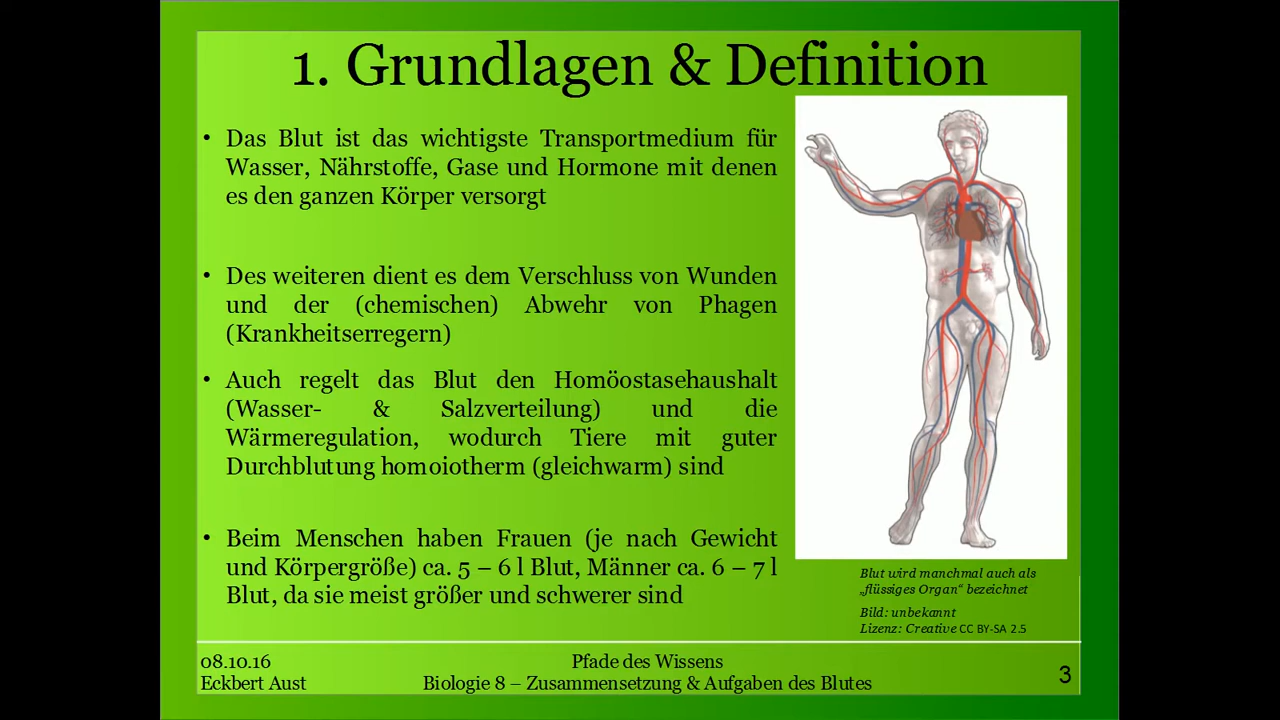 1. Grundlagen & Definition
• Das Blut ist das wichtigste Transportmedium für
Wasser, Nährstoffe, Gase und Hormone mit denen
es den ganzen Körper versorgt
• Des weiteren dient es dem Verschluss von Wunden
und der (chemischen) Abwehr von Phagen
(Krankheitserregern)
• Auch regelt das Blut den Homöostasehaushalt
(Wasser- & Salzverteilung) und die
Wärmeregulation, wodurch Tiere mit guter
Durchblutung homoiotherm (gleichwarm) sind
• Beim Menschen haben Frauen (je nach Gewicht
und Körpergröße) ca. 5 – 6 l Blut, Männer ca. 6 – 7 l
Blut, da sie meist größer und schwerer sind
Blut wird manchmal auch als
„flüssiges Organ“ bezeichnet
Bild: unbekannt
Lizenz: Creative CC BY-SA 2.5
08.10.16
Eckbert Aust
Pfade des Wissens
Biologie 8 – Zusammensetzung & Aufgaben des Blutes
3